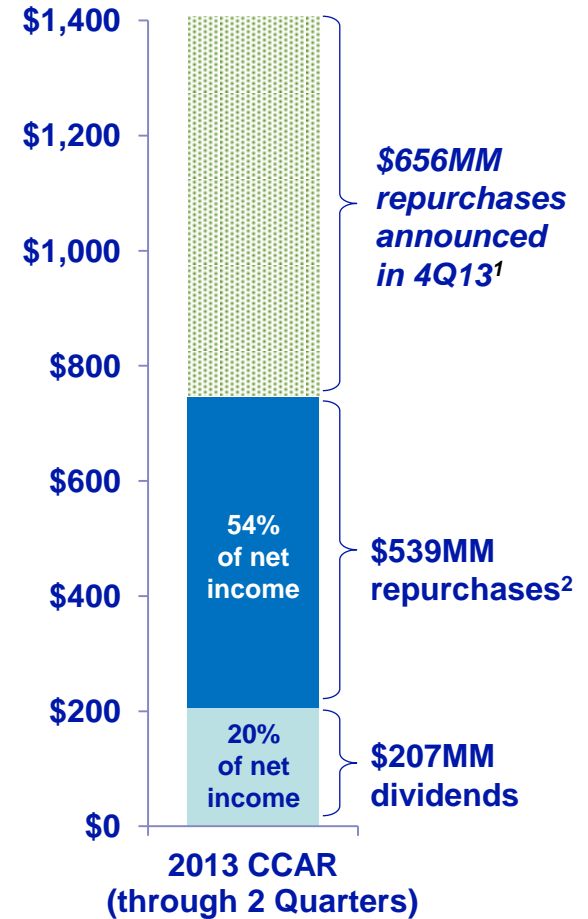 $1,400
$1,200
$1,000
$800
$600
$400
$200
$0
$656MM
repurchases
announced
in 4Q13¹
54%
of net
income
$539MM
repurchases²
20%
of net
income
$207MM
dividends
2013 CCAR
(through 2 Quarters)